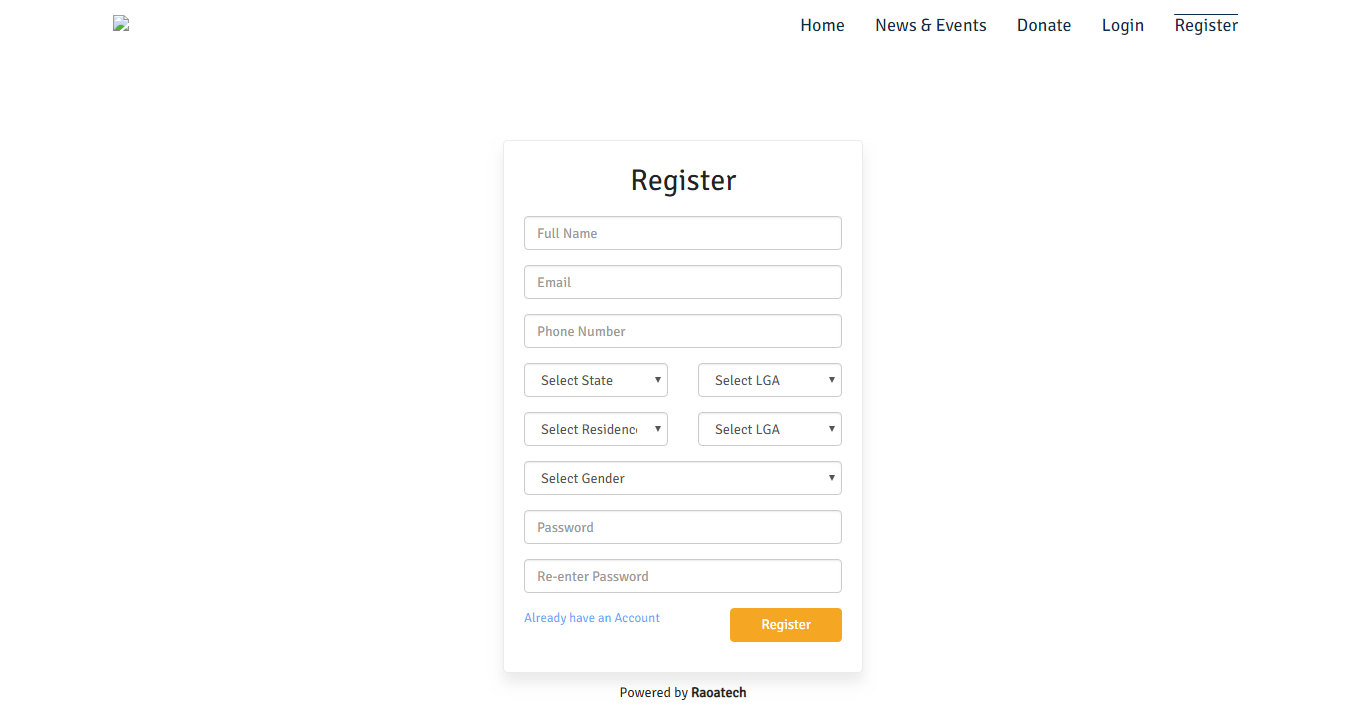 Home News & Events Donate Login Register
Register
Full Name
Email
Phone Number
Select State Select LGA
Select Residenc Select LGA
Select Gender
Password
Re-enter Password
Already have an Account Register
Powered by Raoatech